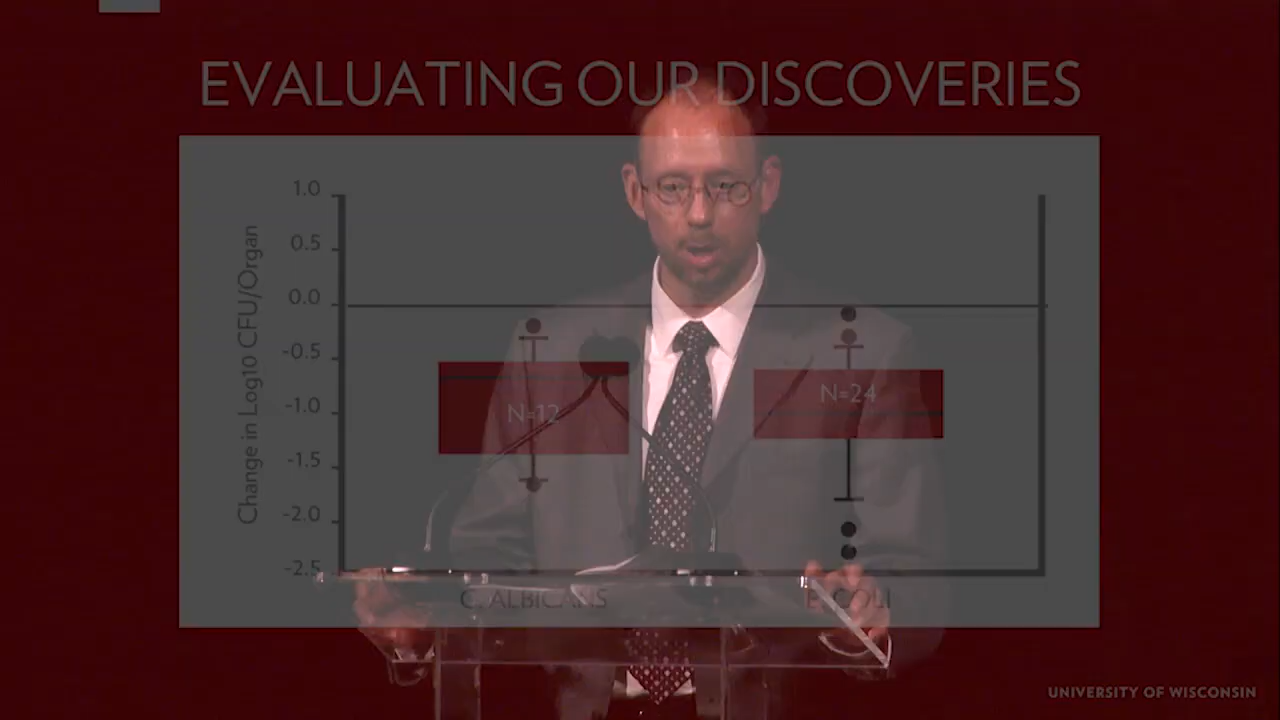 EVALUATING OUR DISCOVERIES
Change in Log10 CFU/Organ
1.0
0.5
0.0
-0.5
-1.0
-1.5
-2.0
-2.5
N=12
N=24
C. ALBICANS
E. COLI
UNIVERSITY OF WISCONSIN